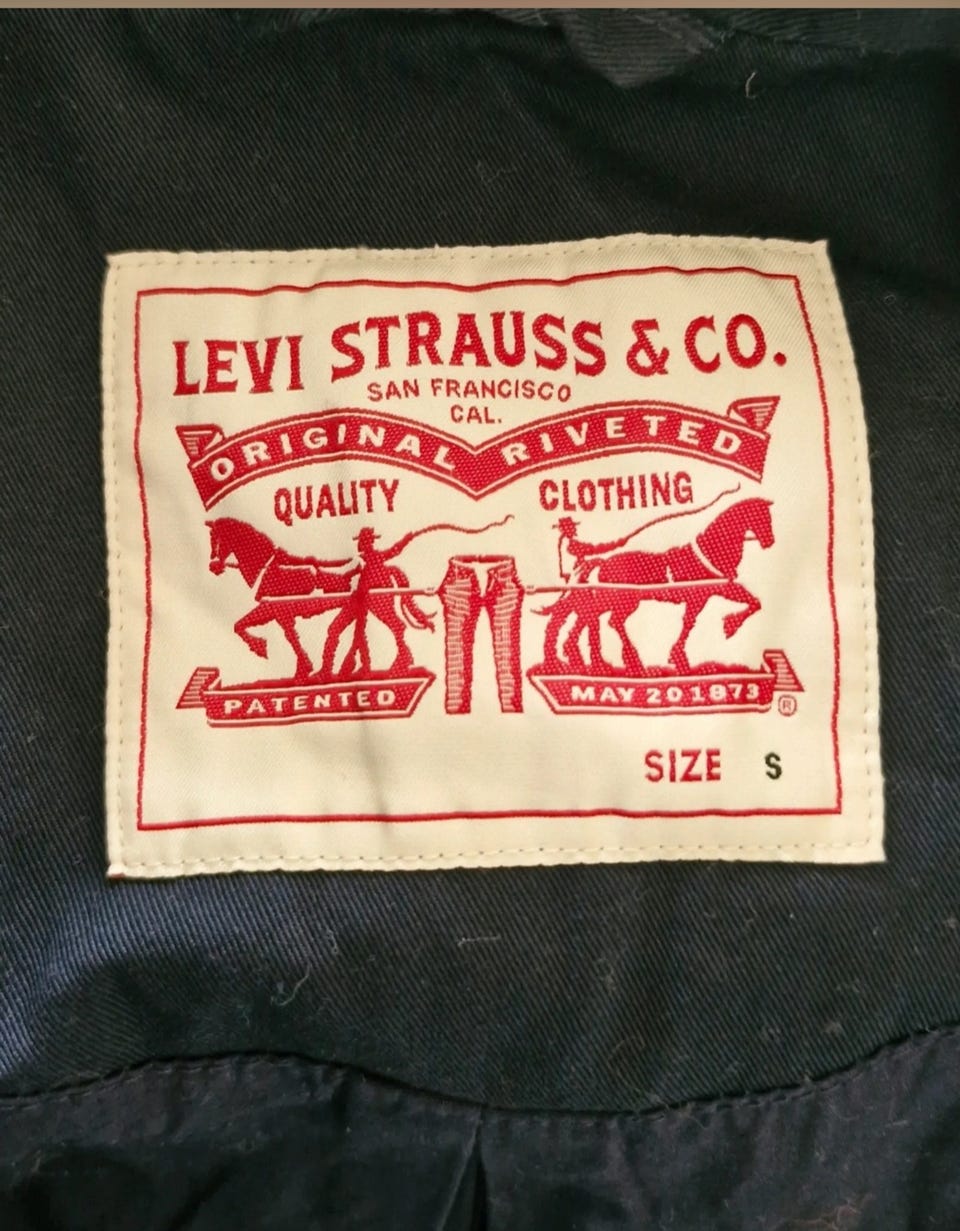 LEVI STRAUSS & CO.
SAN FRANCISCO
CAL.
ORIGINAL RIVETED
QUALITY CLOTHING
PATENTED MAY 20 1873 ®
SIZE S